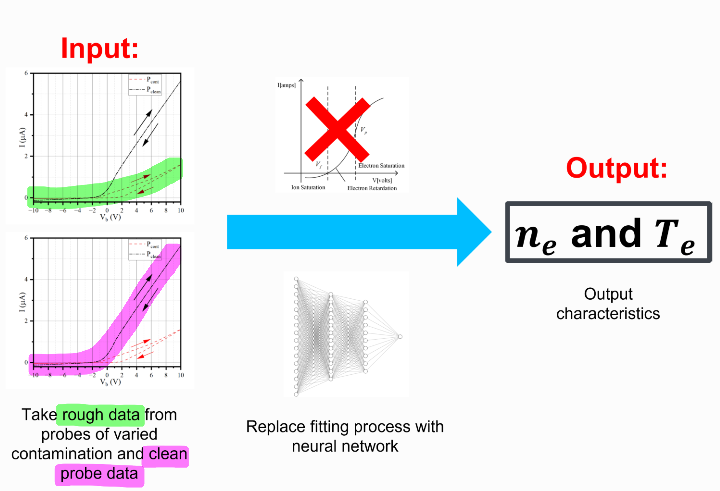 Input:
6
4
2
0
I (μA)
P_cont
P_clean
-10 -8 -6 -4 -2 0 2 4 6 8 10
V_b (V)
6
4
2
0
I (μA)
P_cont
P_clean
-10 -8 -6 -4 -2 0 2 4 6 8 10
V_b (V)
Take rough data from
probes of varied
contamination and clean
probe data
I[amps]
V_p
V_f
Electron Saturation
V[volts]
Ion Saturation
Electron Retardation
Replace fitting process with
neural network
Output:
n_e and T_e
Output
characteristics